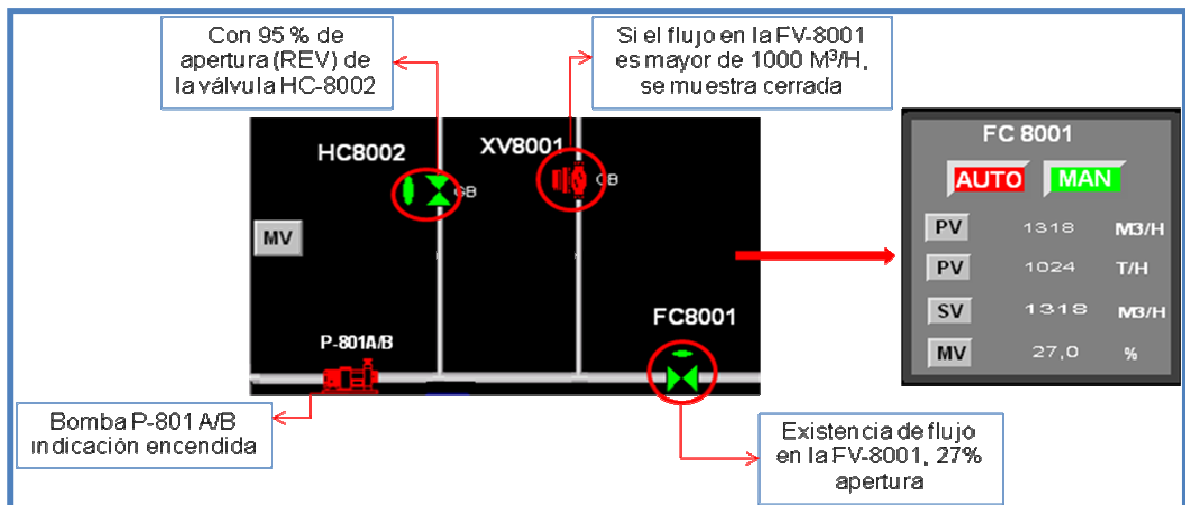 Con 95 % de
apertura (REV) de
la válvula HC-8002
Si el flujo en la FV-8001
es mayor de 1000 M³/H,
se muestra cerrada
HC8002
XV8001
GB
GB
MV
P-801A/B
FC8001
FC 8001
AUTO MAN
PV 1318 M3/H
PV 1024 T/H
SV 1318 M3/H
MV 27,0 %
Bomba P-801 A/B
indicación encendida
Existencia de flujo
en la FV-8001, 27%
apertura